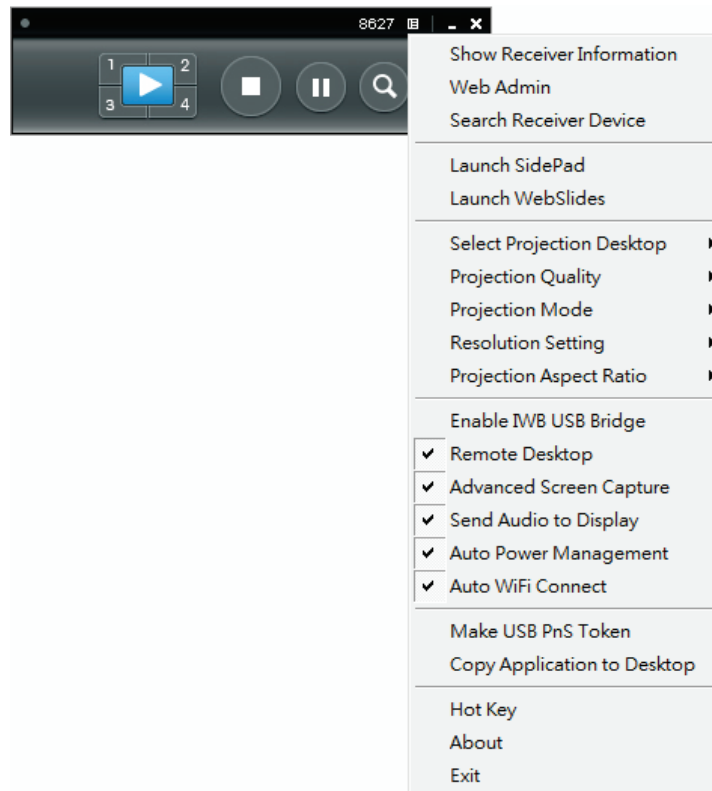 8627
1 2
3 4
Show Receiver Information
Web Admin
Search Receiver Device
Launch SidePad
Launch WebSlides
Select Projection Desktop
Projection Quality
Projection Mode
Resolution Setting
Projection Aspect Ratio
Enable IWB USB Bridge
Remote Desktop
Advanced Screen Capture
Send Audio to Display
Auto Power Management
Auto WiFi Connect
Make USB PnS Token
Copy Application to Desktop
Hot Key
About
Exit